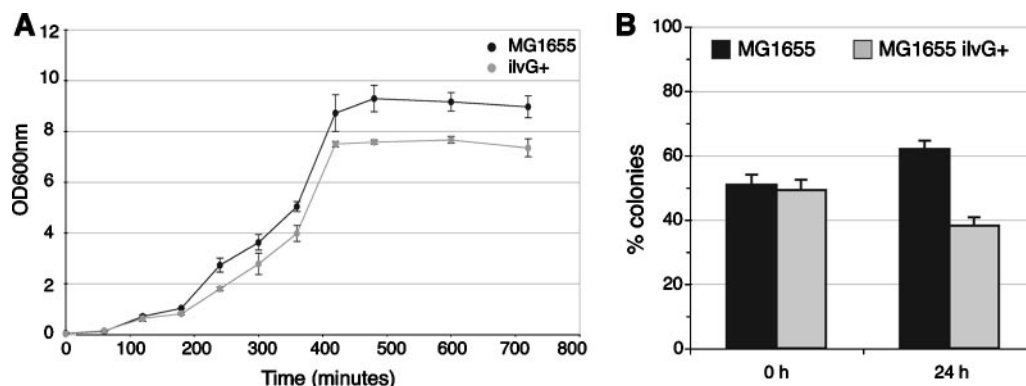 A
12
10
8
6
4
2
0
OD600nm
MG1655
ilvG+
0 100 200 300 400 500 600 700 800
Time (minutes)
B
100
80
60
40
20
0
% colonies
MG1655 MG1655 ilvG+
0 h 24 h